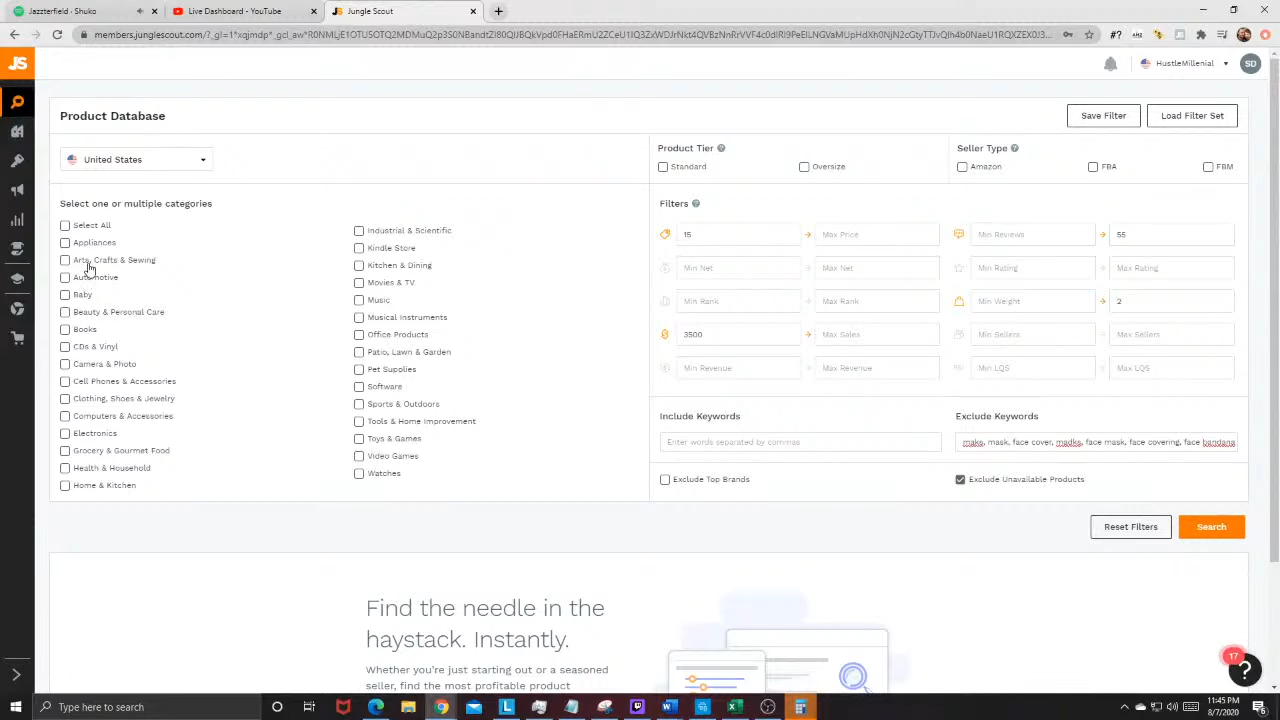 Jazzterfield - Shuko
Live Dashboard - YouTube
Jungle Scout
JS
HustleMillenial
SD
Product Database
Save Filter
Load Filter Set
United States
Product Tier ?
Standard
Oversize
Seller Type ?
Amazon
FBA
FBM
Select one or multiple categories
Select All
Appliances
Arts, Crafts & Sewing
Automotive
Baby
Beauty & Personal Care
Books
CDs & Vinyl
Camera & Photo
Cell Phones & Accessories
Clothing, Shoes & Jewelry
Computers & Accessories
Electronics
Grocery & Gourmet Food
Health & Household
Home & Kitchen
Industrial & Scientific
Kindle Store
Kitchen & Dining
Movies & TV
Music
Musical Instruments
Office Products
Patio, Lawn & Garden
Pet Supplies
Software
Sports & Outdoors
Tools & Home Improvement
Toys & Games
Video Games
Watches
Filters ?
15
Max Price
Min Reviews
55
Min Net
Max Net
Min Rating
Max Rating
Min Rank
Max Rank
Min Weight
2
3500
Max Sales
Min Sellers
Max Sellers
Min Revenue
Max Revenue
Min LQS
Max LQS
Include Keywords
Enter words separated by commas
Exclude Keywords
maks, mask, face cover, madks, face mask, face covering, face bandana
Exclude Top Brands
Exclude Unavailable Products
Reset Filters
Search
Find the needle in the
haystack. Instantly.
Whether you're just starting out or a seasoned
seller, find the most profitable product
17
?
Type here to search
11:45 PM
8/7/2020